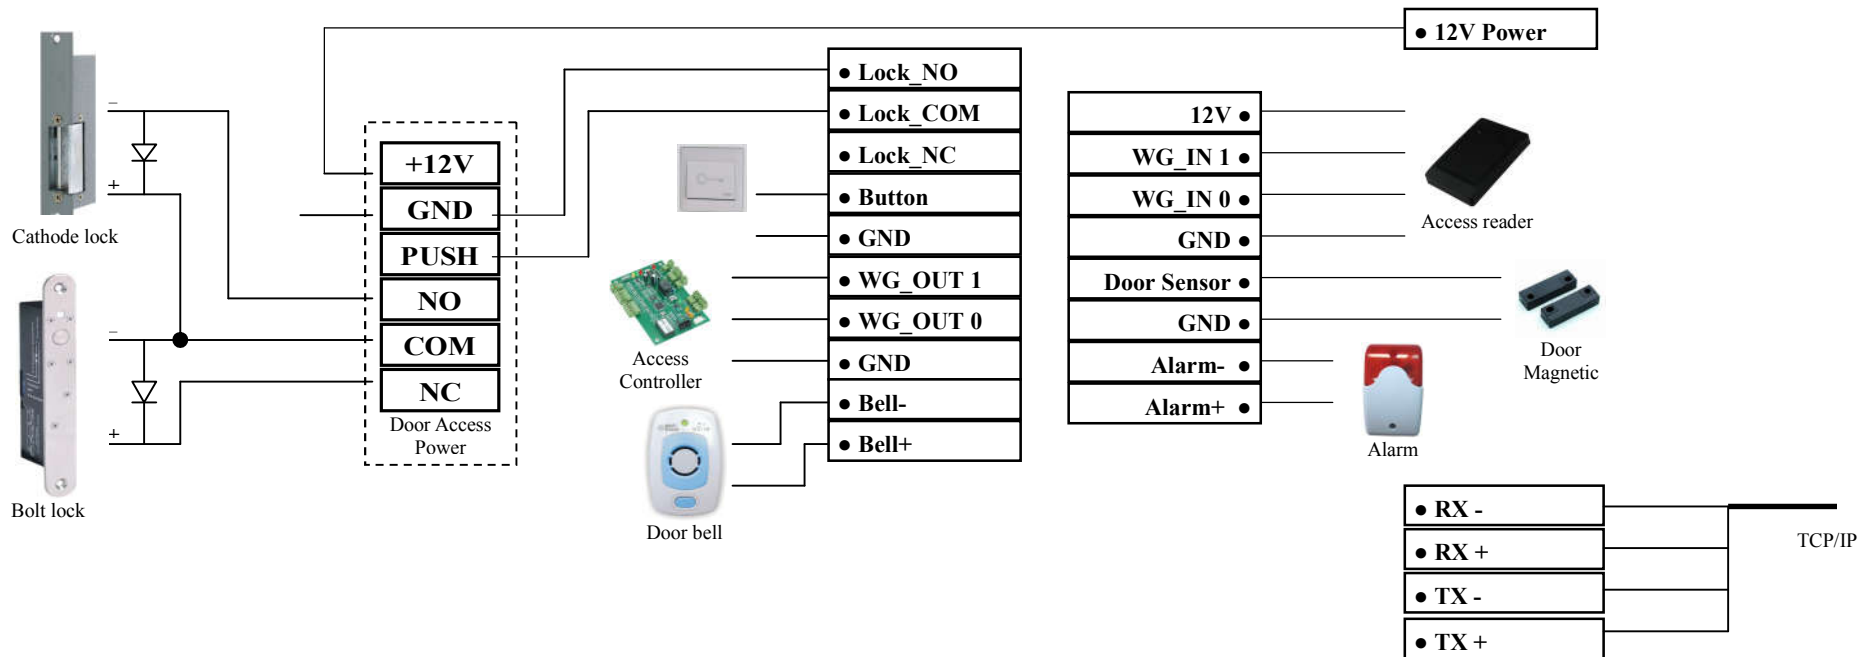 ● 12V Power
● Lock_NO
● Lock_COM
● Lock_NC
● Button
● GND
● WG_OUT 1
● WG_OUT 0
● GND
● Bell-
● Bell+
12V ●
WG_IN 1 ●
WG_IN 0 ●
GND ●
Door Sensor ●
GND ●
Alarm- ●
Alarm+ ●
+12V
GND
PUSH
NO
COM
NC
Door Access
Power
–
+
Cathode lock
–
+
Bolt lock
Access
Controller
Door bell
Access reader
Door
Magnetic
Alarm
● RX -
● RX +
● TX -
● TX +
TCP/IP